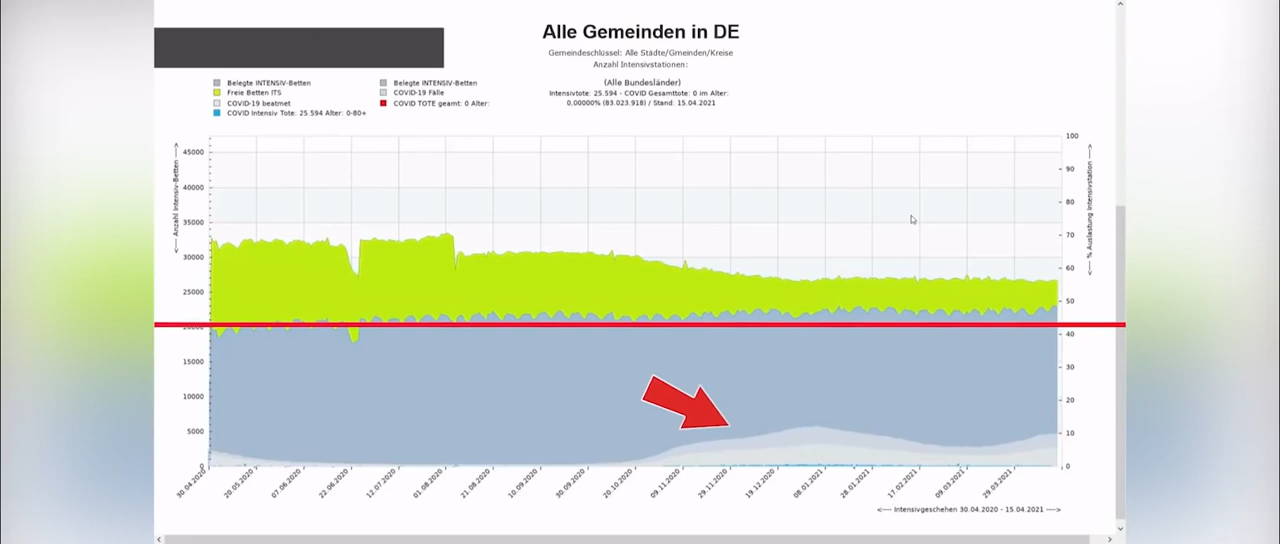 Alle Gemeinden in DE
Gemeindeschlüssel: Alle Städte/Gmeinden/Kreise
Anzahl Intensivstationen:
(Alle Bundesländer)
Intensivtote: 25.594 - COVID Gesamttote: 0 im Alter:
0,00000% (83.023.918) / Stand: 15.04.2021
Belegte INTENSIV-Betten
Belegte INTENSIV-Betten
Freie Betten ITS
COVID-19 Fälle
COVID-19 beatmet
COVID TOTE geamt: 0 Alter:
COVID Intensiv Tote: 25.594 Alter: 0-80+
<---- Anzahl Intensiv-Betten ---->
45000
40000
35000
30000
25000
20000
15000
10000
5000
0
100
90
80
70
60
50
40
30
20
10
0
<---- % Auslastung Intensivstation ---->
30.04.2020
20.05.2020
07.06.2020
22.06.2020
12.07.2020
01.08.2020
21.08.2020
10.09.2020
30.09.2020
20.10.2020
09.11.2020
29.11.2020
19.12.2020
08.01.2021
28.01.2021
17.02.2021
09.03.2021
29.03.2021
<---- Intensivgeschehen 30.04.2020 - 15.04.2021 ---->